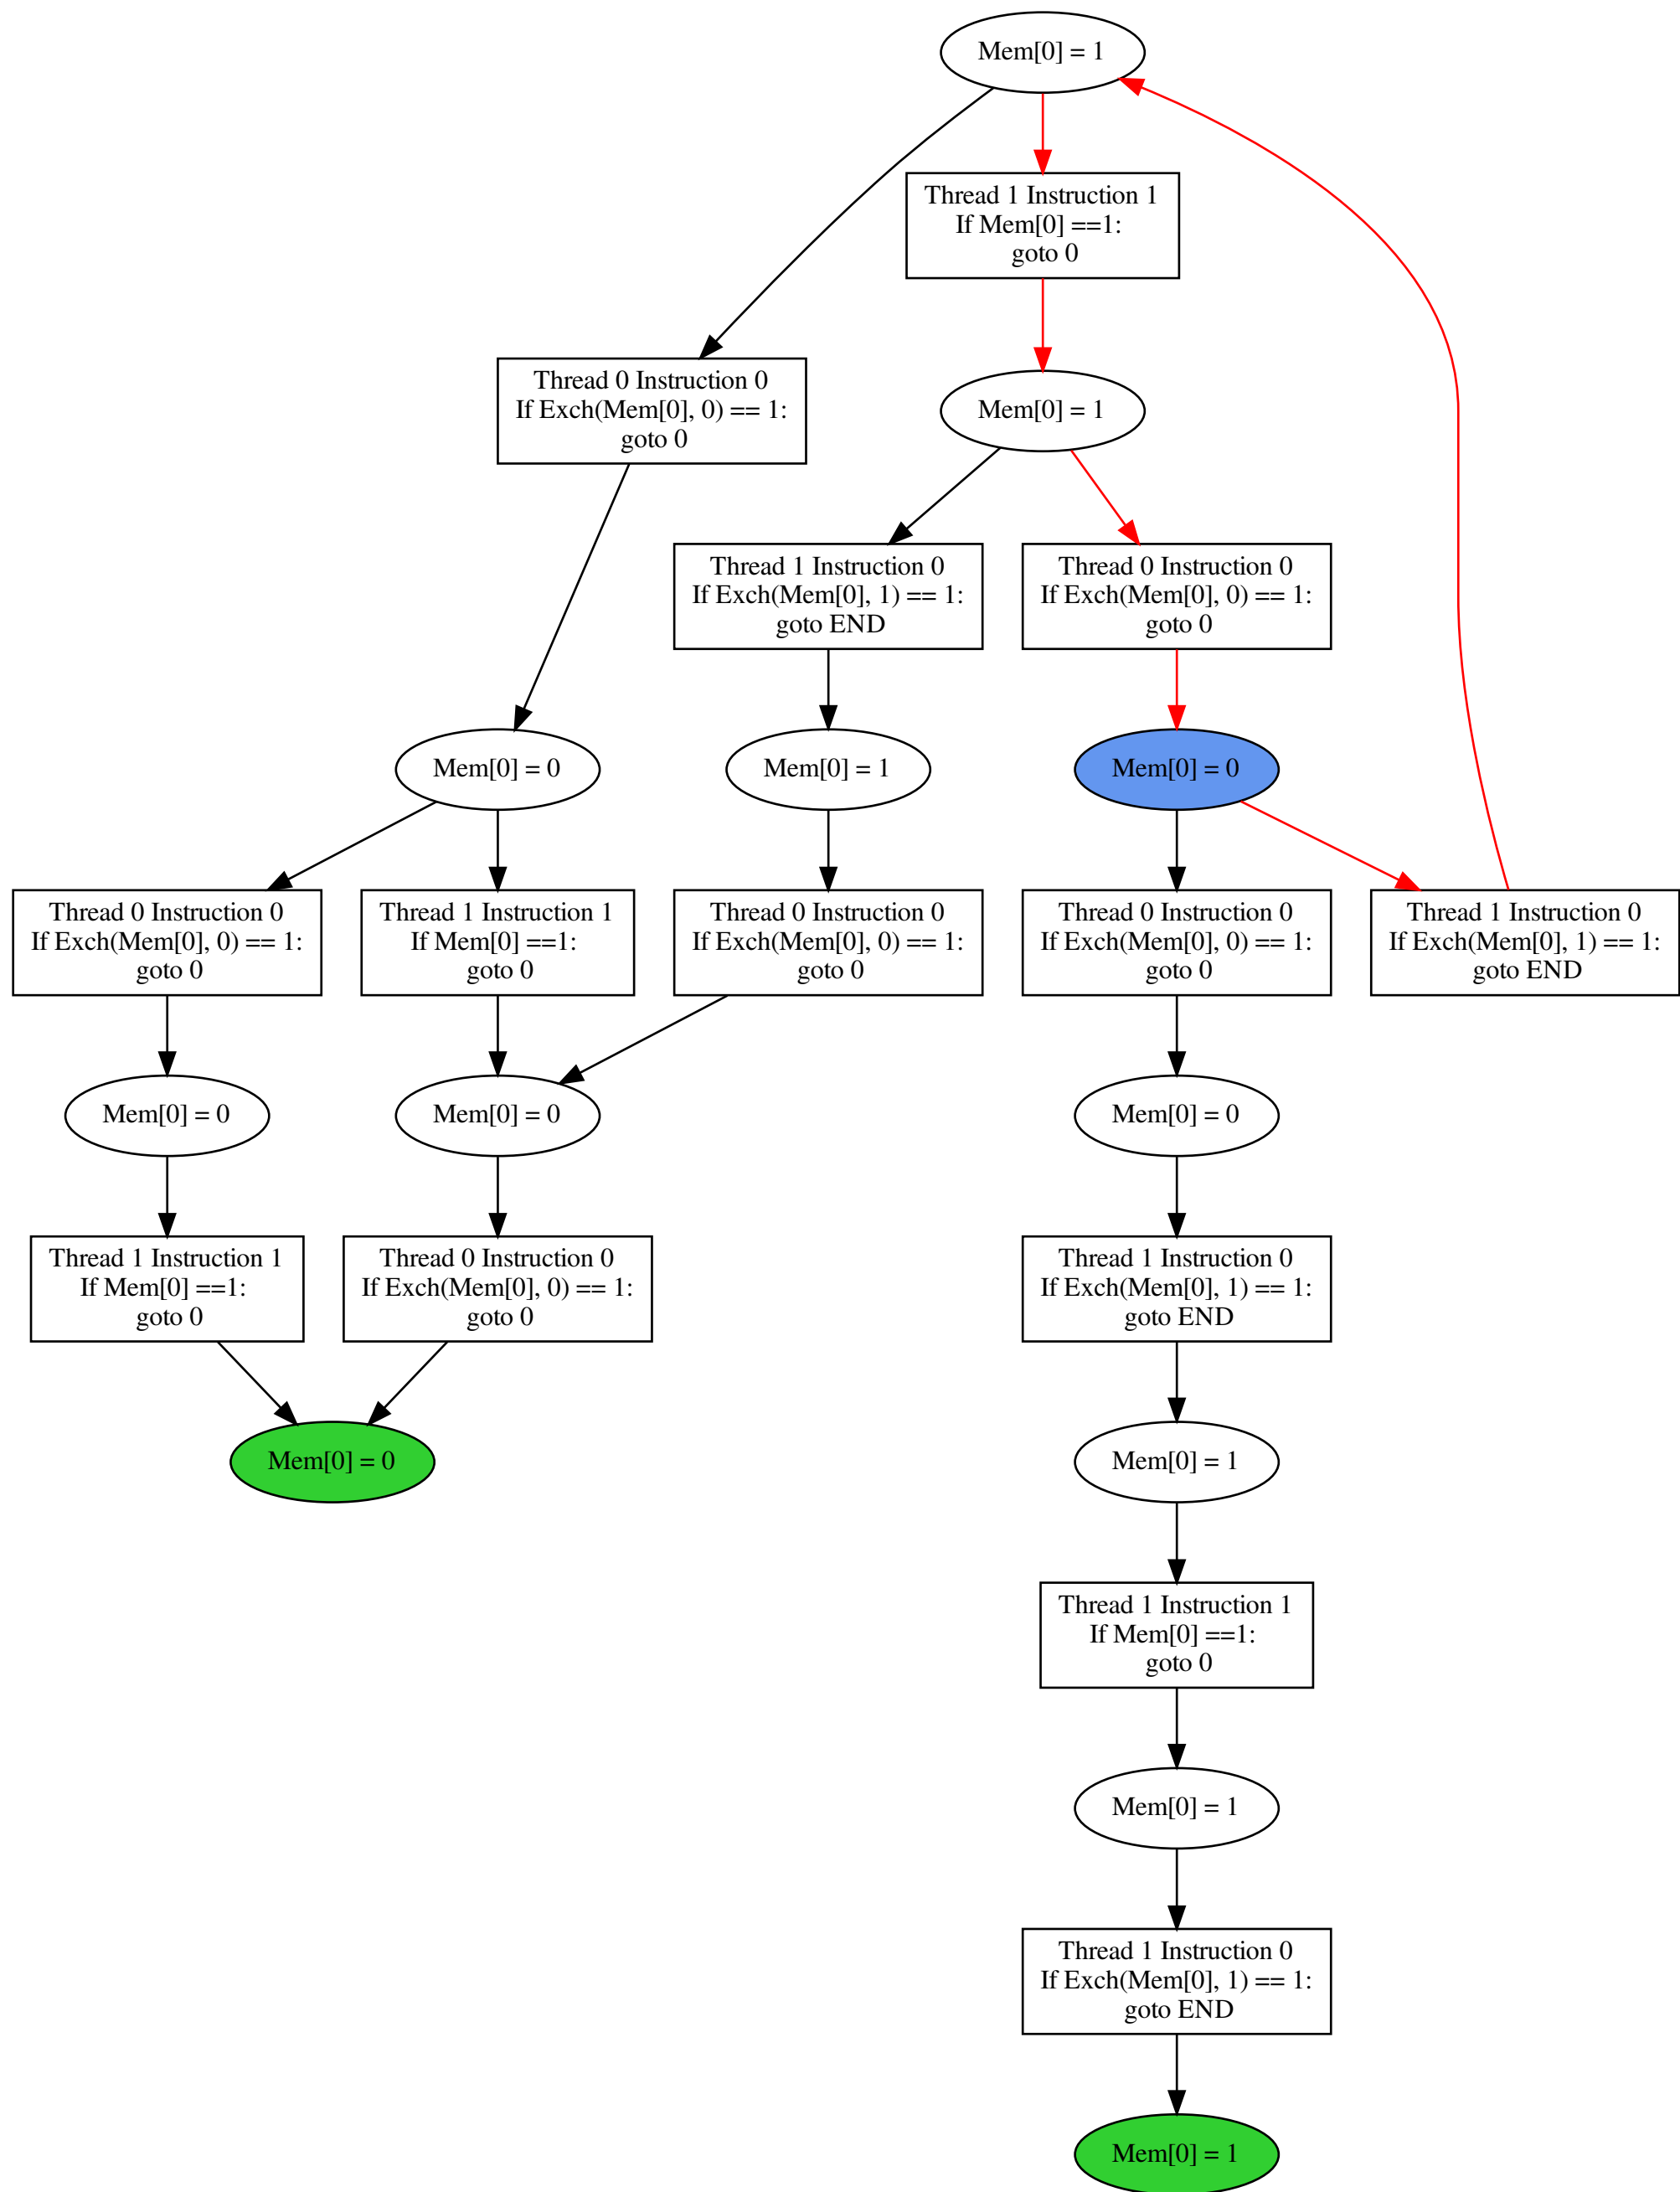 Mem[0] = 1
Thread 1 Instruction 1
If Mem[0] ==1:
goto 0
Thread 0 Instruction 0
If Exch(Mem[0], 0) == 1:
goto 0
Mem[0] = 1
Thread 1 Instruction 0
If Exch(Mem[0], 1) == 1:
goto END
Thread 0 Instruction 0
If Exch(Mem[0], 0) == 1:
goto 0
Mem[0] = 0
Mem[0] = 1
Mem[0] = 0
Thread 0 Instruction 0
If Exch(Mem[0], 0) == 1:
goto 0
Thread 1 Instruction 1
If Mem[0] ==1:
goto 0
Thread 0 Instruction 0
If Exch(Mem[0], 0) == 1:
goto 0
Thread 0 Instruction 0
If Exch(Mem[0], 0) == 1:
goto 0
Thread 1 Instruction 0
If Exch(Mem[0], 1) == 1:
goto END
Mem[0] = 0
Mem[0] = 0
Mem[0] = 0
Thread 1 Instruction 1
If Mem[0] ==1:
goto 0
Thread 0 Instruction 0
If Exch(Mem[0], 0) == 1:
goto 0
Thread 1 Instruction 0
If Exch(Mem[0], 1) == 1:
goto END
Mem[0] = 0
Mem[0] = 1
Thread 1 Instruction 1
If Mem[0] ==1:
goto 0
Mem[0] = 1
Thread 1 Instruction 0
If Exch(Mem[0], 1) == 1:
goto END
Mem[0] = 1